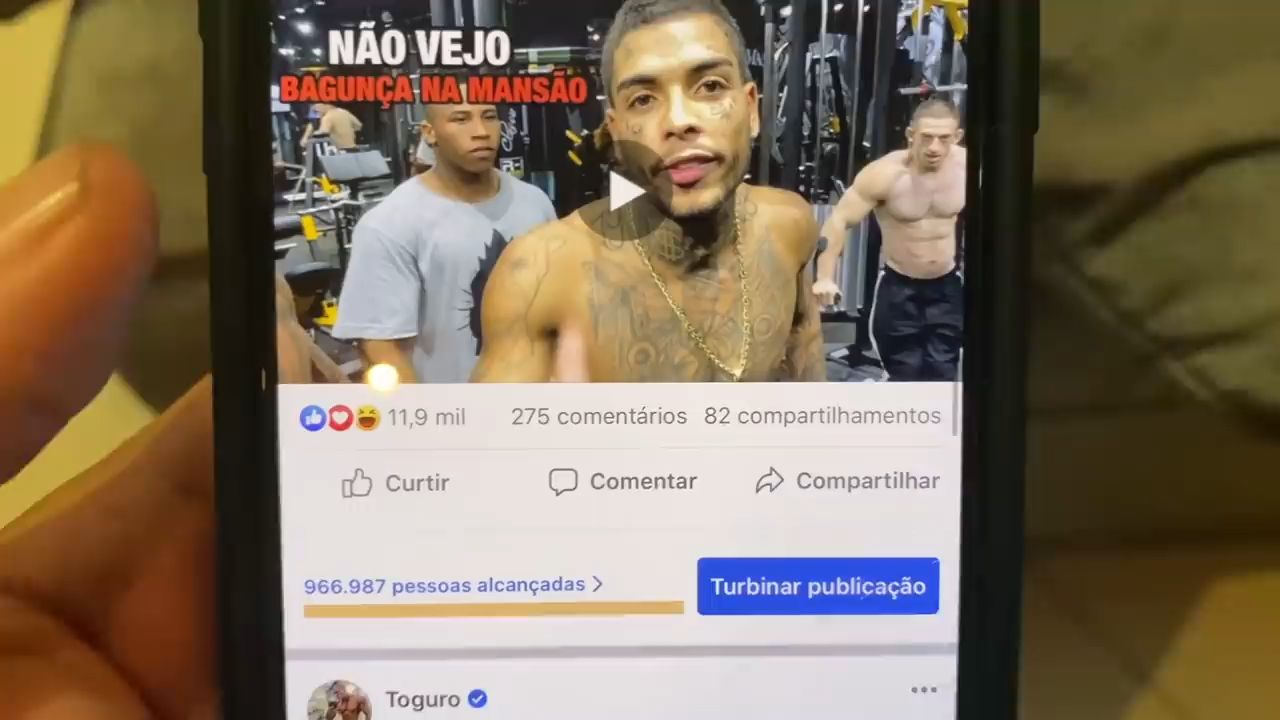 NÃO VEJO
BAGUNÇA NA MANSÃO
11,9 mil 275 comentários 82 compartilhamentos
Curtir Comentar Compartilhar
966.987 pessoas alcançadas >
Turbinar publicação
Toguro